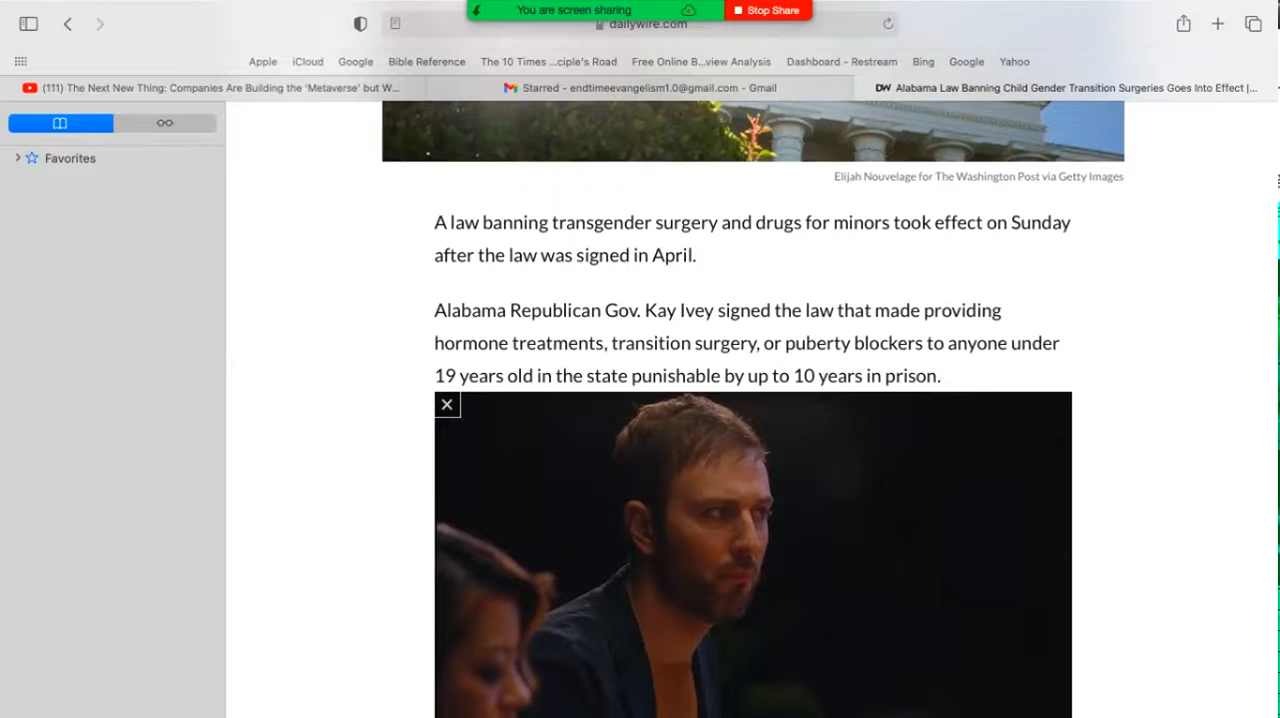 You are screen sharing
Stop Share
dailywire.com
Apple
iCloud
Google
Bible Reference
The 10 Times ...ciple's Road
Free Online B...view Analysis
Dashboard - Restream
Bing
Google
Yahoo
(111) The Next New Thing: Companies Are Building the 'Metaverse' but W...
Starred - endtimeevangelism1.0@gmail.com - Gmail
DW Alabama Law Banning Child Gender Transition Surgeries Goes Into Effect |...
Favorites
Elijah Nouvelage for The Washington Post via Getty Images
A law banning transgender surgery and drugs for minors took effect on Sunday
after the law was signed in April.
Alabama Republican Gov. Kay Ivey signed the law that made providing
hormone treatments, transition surgery, or puberty blockers to anyone under
19 years old in the state punishable by up to 10 years in prison.